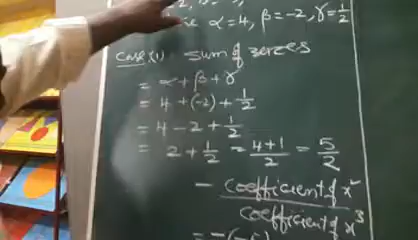 α=4, β=-2, γ=1/2
Case (1) Sum of zeroes
= α+β+γ
= 4+(-2)+1/2
= 4-2+1/2
= 2+1/2 = 4+1/2 = 5/2
- coefficient of x²
coefficient of x³